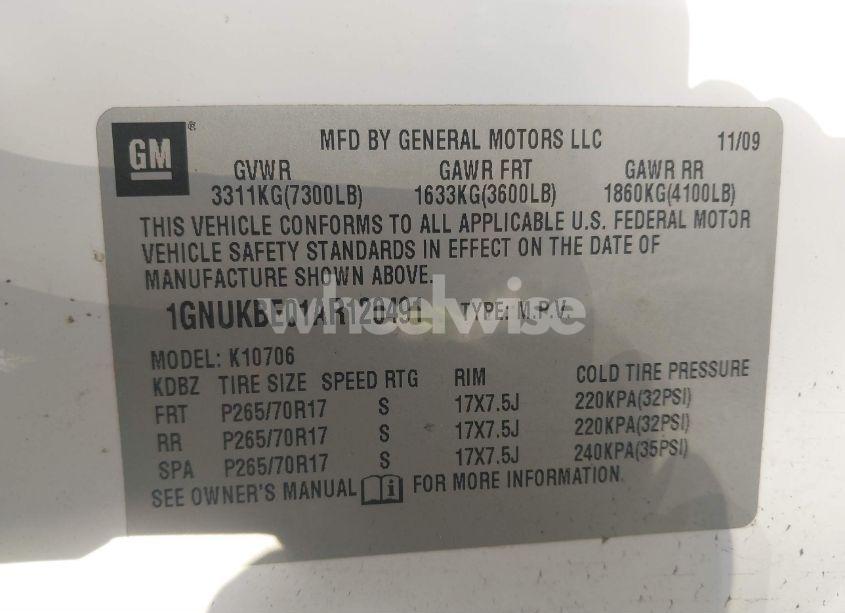 GM ® MFD BY GENERAL MOTORS LLC 11/09
GVWR GAWR FRT GAWR RR
3311KG(7300LB) 1633KG(3600LB) 1860KG(4100LB)
THIS VEHICLE CONFORMS TO ALL APPLICABLE U.S. FEDERAL MOTOR
VEHICLE SAFETY STANDARDS IN EFFECT ON THE DATE OF
MANUFACTURE SHOWN ABOVE.
1GNUKBE01AR120491 TYPE: M.P.V.
wheelwise
MODEL: K10706
KDBZ TIRE SIZE SPEED RTG RIM COLD TIRE PRESSURE
FRT P265/70R17 S 17X7.5J 220KPA(32PSI)
RR P265/70R17 S 17X7.5J 220KPA(32PSI)
SPA P265/70R17 S 17X7.5J 240KPA(35PSI)
SEE OWNER'S MANUAL i FOR MORE INFORMATION.